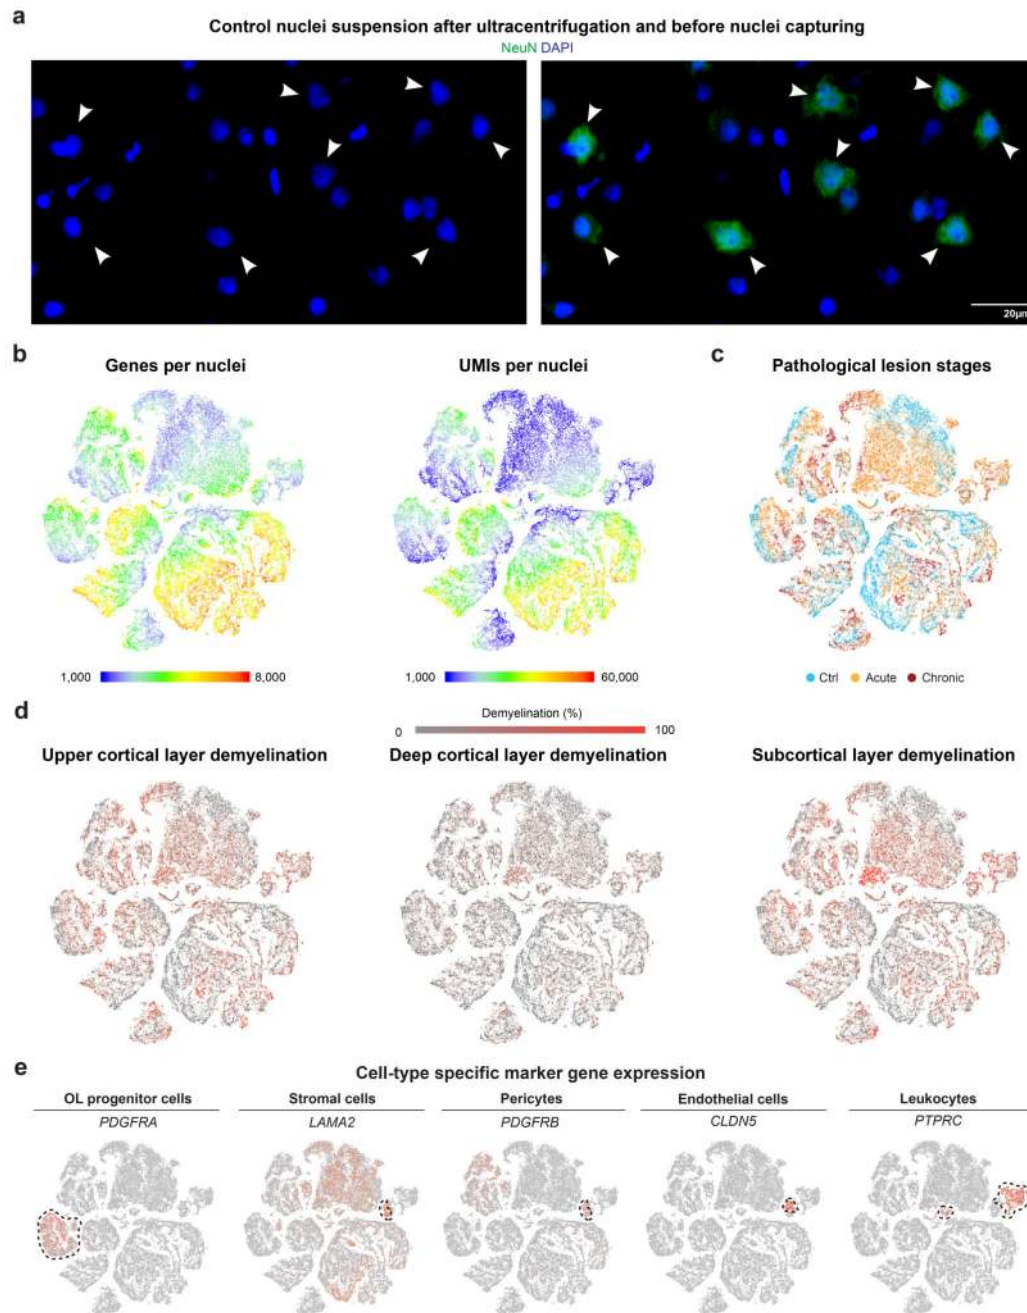 a
Control nuclei suspension after ultracentrifugation and before nuclei capturing
NeuN DAPI
20μm
b
Genes per nuclei
UMIs per nuclei
c
Pathological lesion stages
1,000 8,000
1,000 60,000
Ctrl Acute Chronic
d
Demyelination (%)
0 100
Upper cortical layer demyelination
Deep cortical layer demyelination
Subcortical layer demyelination
e
Cell-type specific marker gene expression
OL progenitor cells
PDGFRA
Stromal cells
LAMA2
Pericytes
PDGFRB
Endothelial cells
CLDN5
Leukocytes
PTPRC